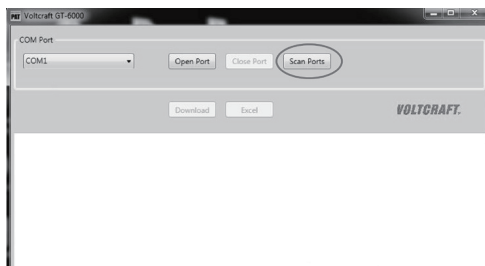 Voltcraft GT-6000
COM Port
COM1 Open Port Close Port Scan Ports
Download Excel VOLTCRAFT.